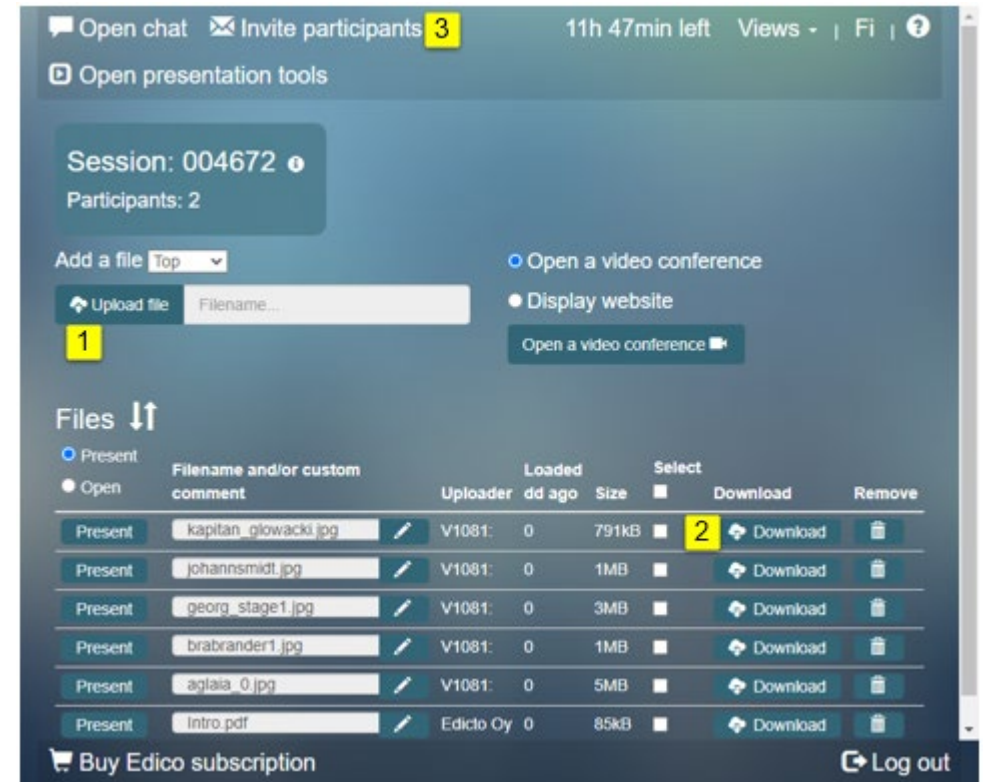 Open chat Invite participants 3 11h 47min left Views - | Fi | ?
Open presentation tools
Session: 004672 i
Participants: 2
Add a file Top
Open a video conference
Upload file Filename...
Display website
1
Open a video conference
Files
Present
Open
Filename and/or custom comment Uploader Loaded dd ago Size Select Download Remove
Present kapitan_glowacki.jpg V1081: 0 791kB 2 Download
Present johannsmidt.jpg V1081: 0 1MB Download
Present georg_stage1.jpg V1081: 0 3MB Download
Present brabrander1.jpg V1081: 0 1MB Download
Present aglaia_0.jpg V1081: 0 5MB Download
Present Intro.pdf Edicto Oy 0 85kB Download
Buy Edico subscription Log out